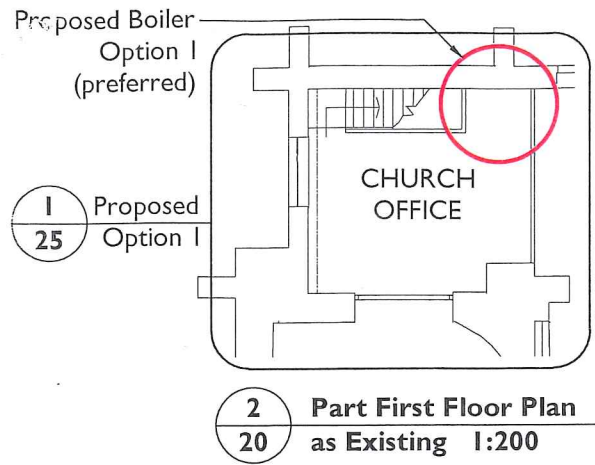 Proposed Boiler
Option 1
(preferred)
CHURCH
OFFICE
1
25
Proposed
Option 1
2
20
Part First Floor Plan
as Existing 1:200